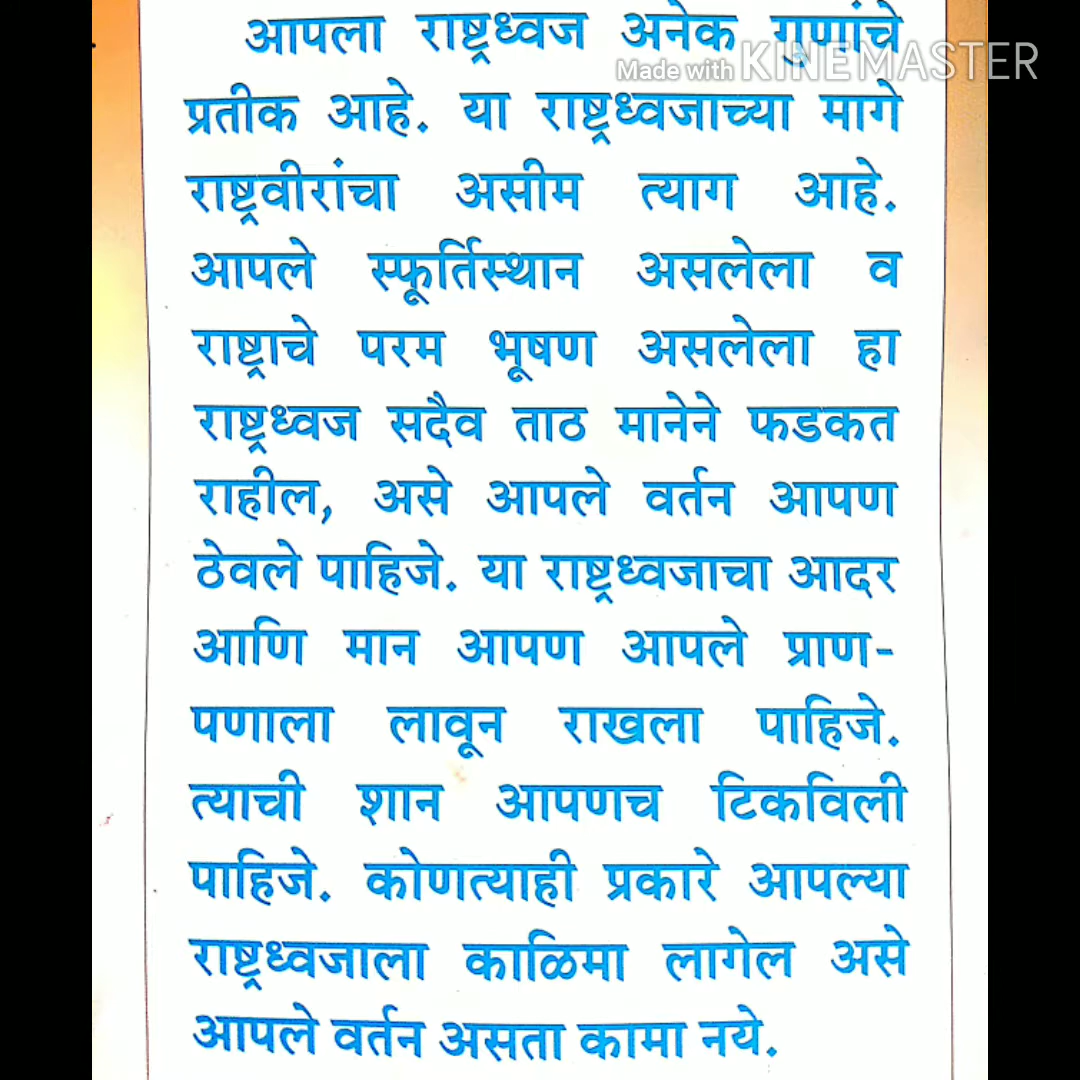 आपला राष्ट्रध्वज अनेक गुणांचे
Made with KINEMASTER
प्रतीक आहे. या राष्ट्रध्वजाच्या मागे
राष्ट्रवीरांचा असीम त्याग आहे.
आपले स्फूर्तिस्थान असलेला व
राष्ट्राचे परम भूषण असलेला हा
राष्ट्रध्वज सदैव ताठ मानेने फडकत
राहील, असे आपले वर्तन आपण
ठेवले पाहिजे. या राष्ट्रध्वजाचा आदर
आणि मान आपण आपले प्राण-
पणाला लावून राखला पाहिजे.
त्याची शान आपणच टिकविली
पाहिजे. कोणत्याही प्रकारे आपल्या
राष्ट्रध्वजाला काळिमा लागेल असे
आपले वर्तन असता कामा नये.